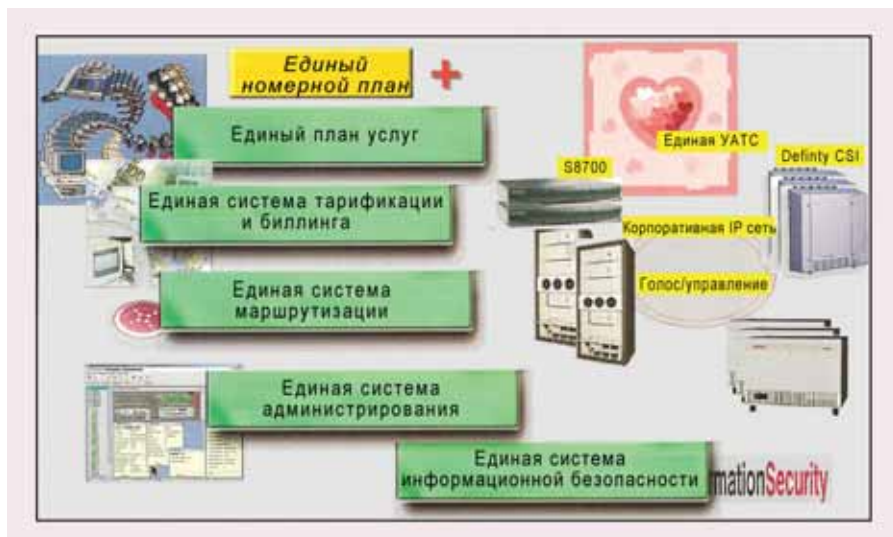 Единый
номерной план
+
Единый план услуг
Единая система тарификации
и биллинга
Единая система
маршрутизации
Единая система
администрирования
Единая система
информационной безопасности
Единая УАТС
S8700
Definty CSI
Корпоративная IP сеть
Голос/управление
mationSecurity